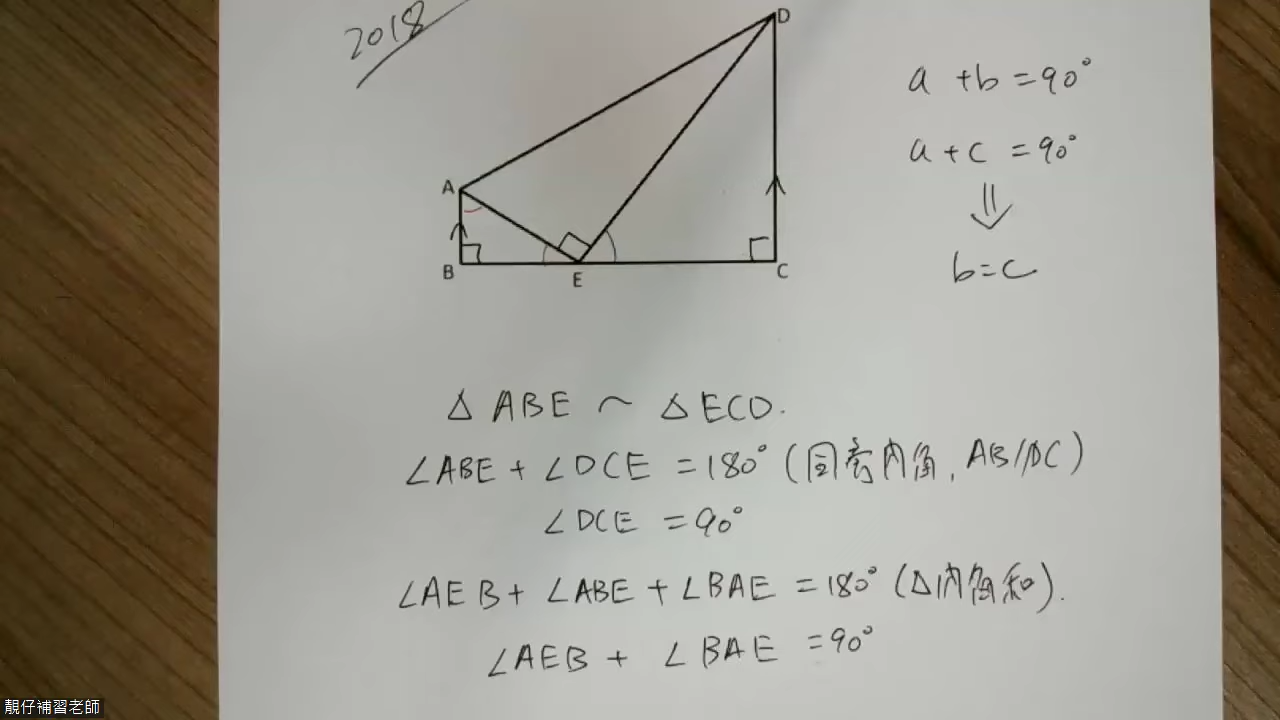 2018
D
A
B
E
C
a + b = 90°
a + c = 90°
⇓
b = c
△ ABE ~ △ ECD.
∠ABE + ∠DCE = 180° (同旁內角, AB//DC)
∠DCE = 90°
∠AEB + ∠ABE + ∠BAE = 180° (△內角和).
∠AEB + ∠BAE = 90°
靚仔補習老師